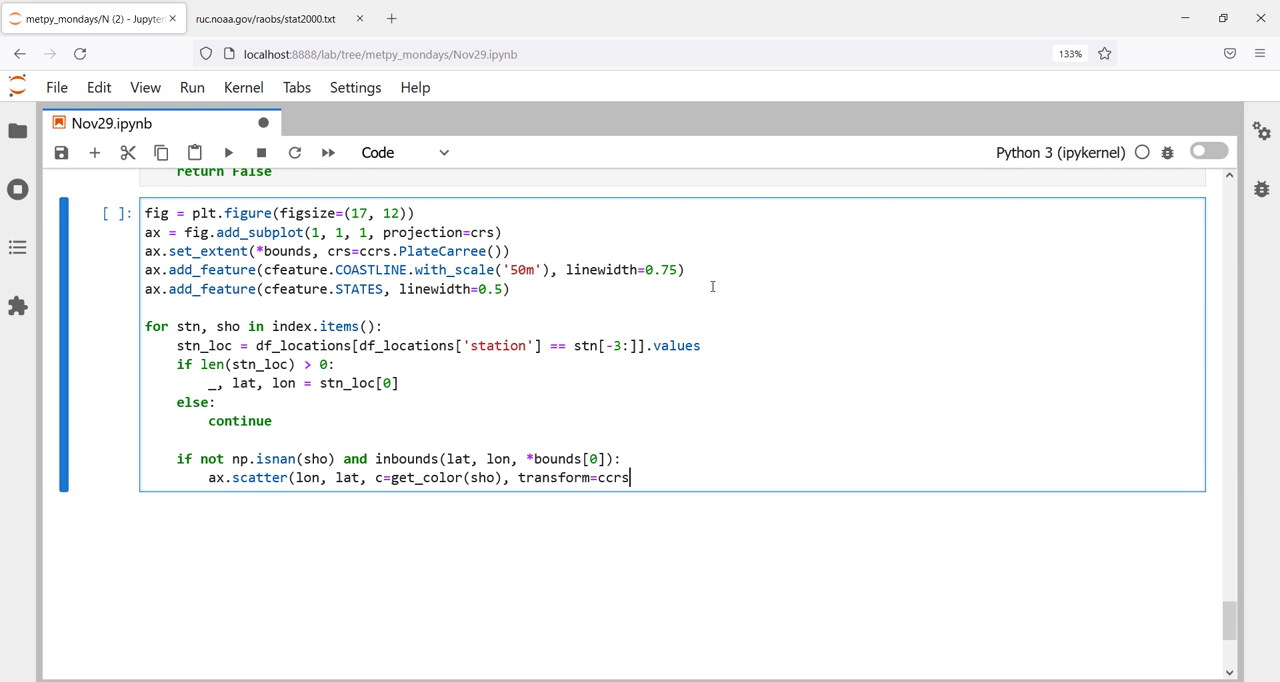 metpy_mondays/N (2) - Jupyter
ruc.noaa.gov/raobs/stat2000.txt
localhost:8888/lab/tree/metpy_mondays/Nov29.ipynb
133%
File Edit View Run Kernel Tabs Settings Help
Nov29.ipynb
Code
Python 3 (ipykernel)
return False
[ ]:
fig = plt.figure(figsize=(17, 12))
ax = fig.add_subplot(1, 1, 1, projection=crs)
ax.set_extent(*bounds, crs=ccrs.PlateCarree())
ax.add_feature(cfeature.COASTLINE.with_scale('50m'), linewidth=0.75)
ax.add_feature(cfeature.STATES, linewidth=0.5)
for stn, sho in index.items():
stn_loc = df_locations[df_locations['station'] == stn[-3:]].values
if len(stn_loc) > 0:
_, lat, lon = stn_loc[0]
else:
continue
if not np.isnan(sho) and inbounds(lat, lon, *bounds[0]):
ax.scatter(lon, lat, c=get_color(sho), transform=ccrs